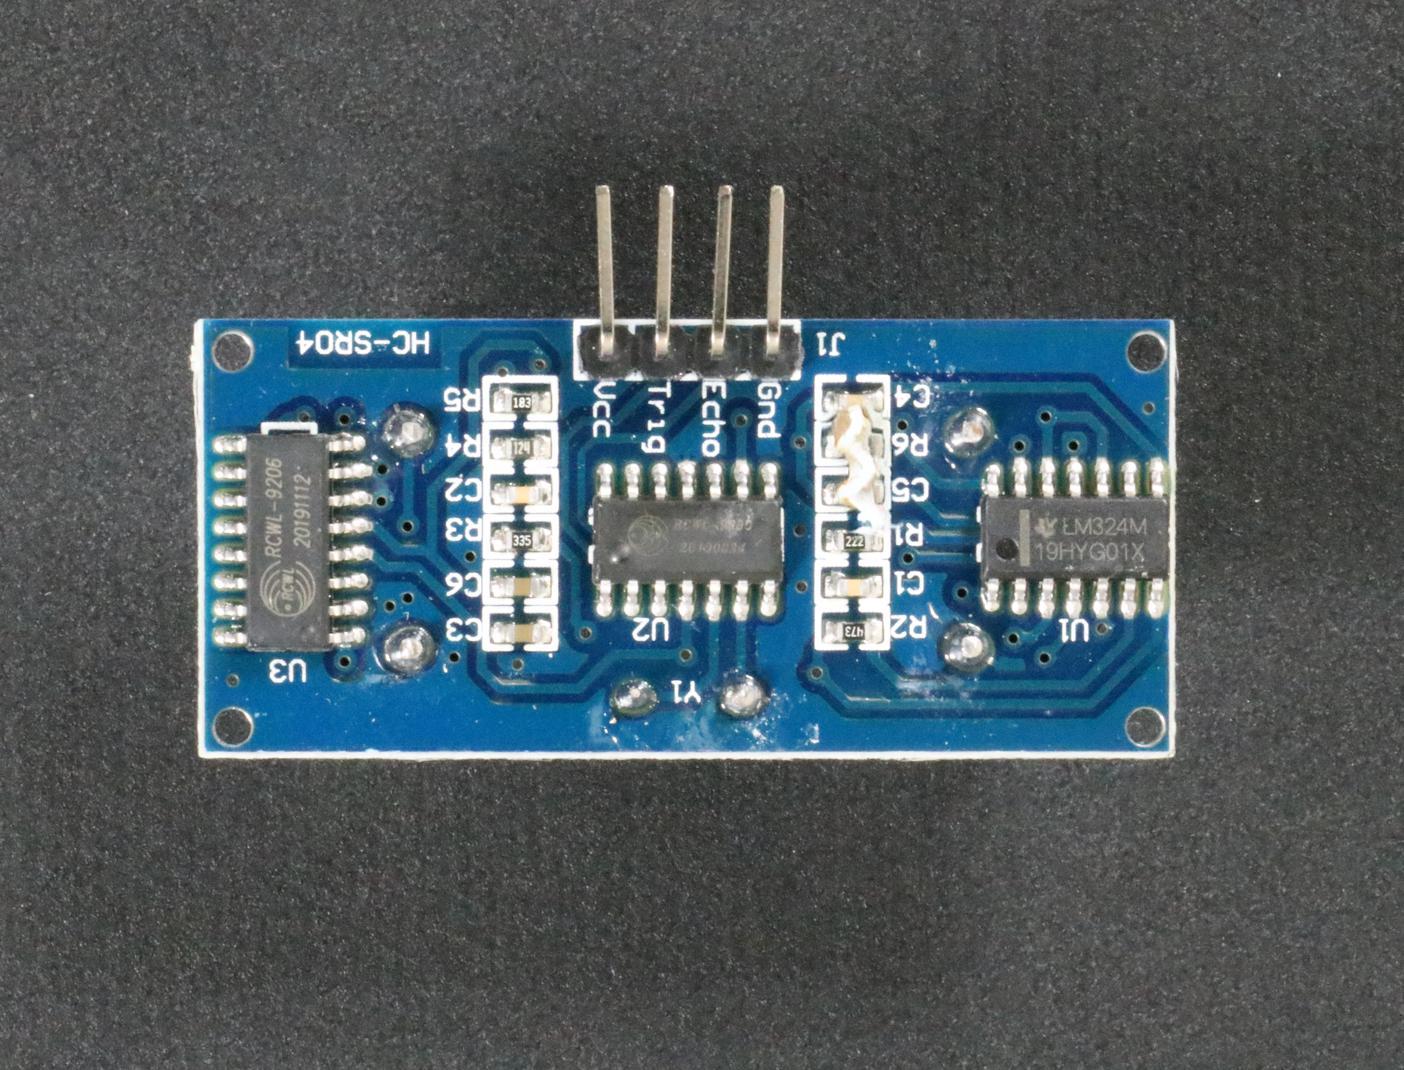 HC-SR04
J1
Vcc
Trig
Echo
Gnd
R5
183
C4
R4
124
R6
C2
C5
R3
335
R1
222
C6
C1
C3
R2
473
RCWL-9206
20191112
RCWL
U3
U2
LM324M
19HYG01X
U1
Y1